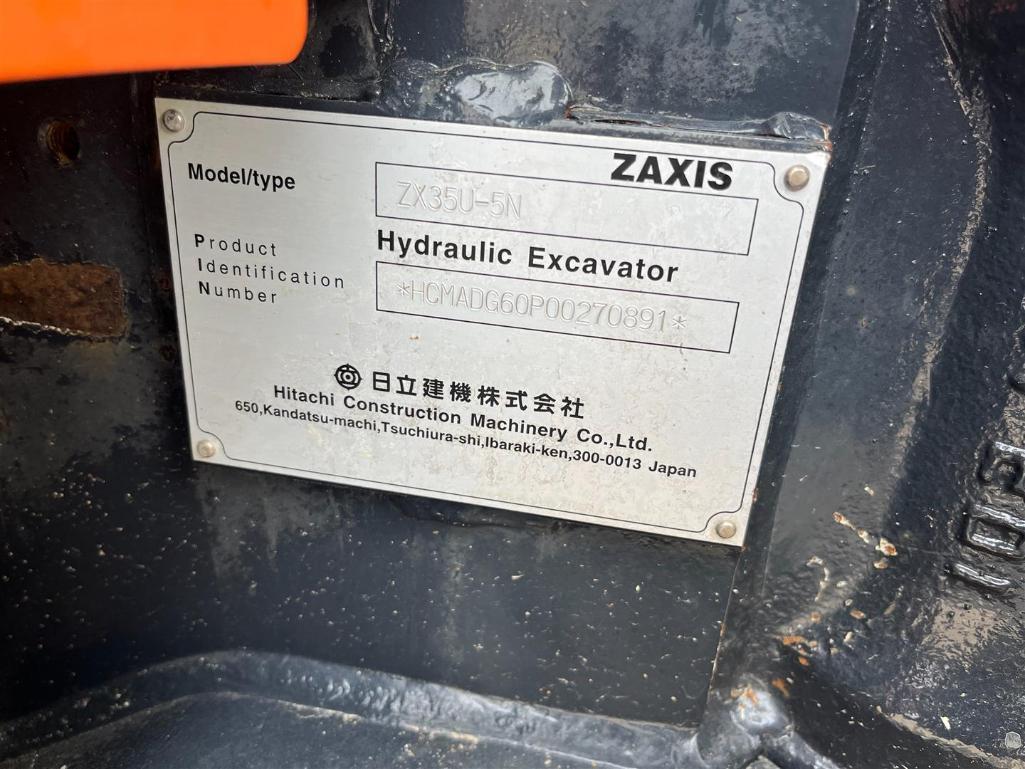 ZAXIS
Model/type ZX35U-5N
Hydraulic Excavator
Product
Identification
Number
*HCMADG60P00270891*
日立建機株式会社
Hitachi Construction Machinery Co.,Ltd.
650,Kandatsu-machi,Tsuchiura-shi,Ibaraki-ken,300-0013 Japan